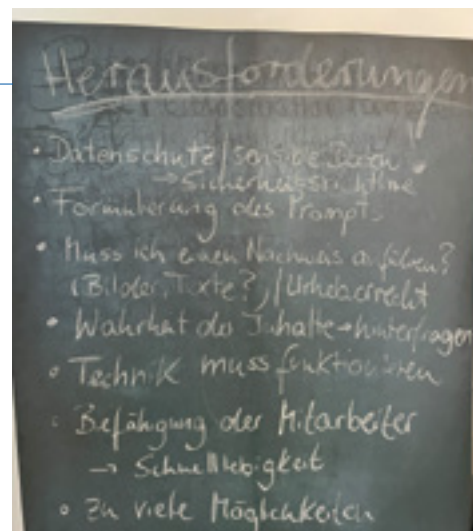 Herausforderungen
• Datenschutz/sensible Daten
→ Sicherheitsrichtlinie
• Formulierung des Prompts
• Muss ich einen Nachweis anführen?
(Bilder, Texte?)/Urheberrecht
• Wahrheit der Inhalte → hinterfragen
• Technik muss funktionieren
• Befähigung der Mitarbeiter
→ Schnelllebigkeit
• Zu viele Möglichkeiten